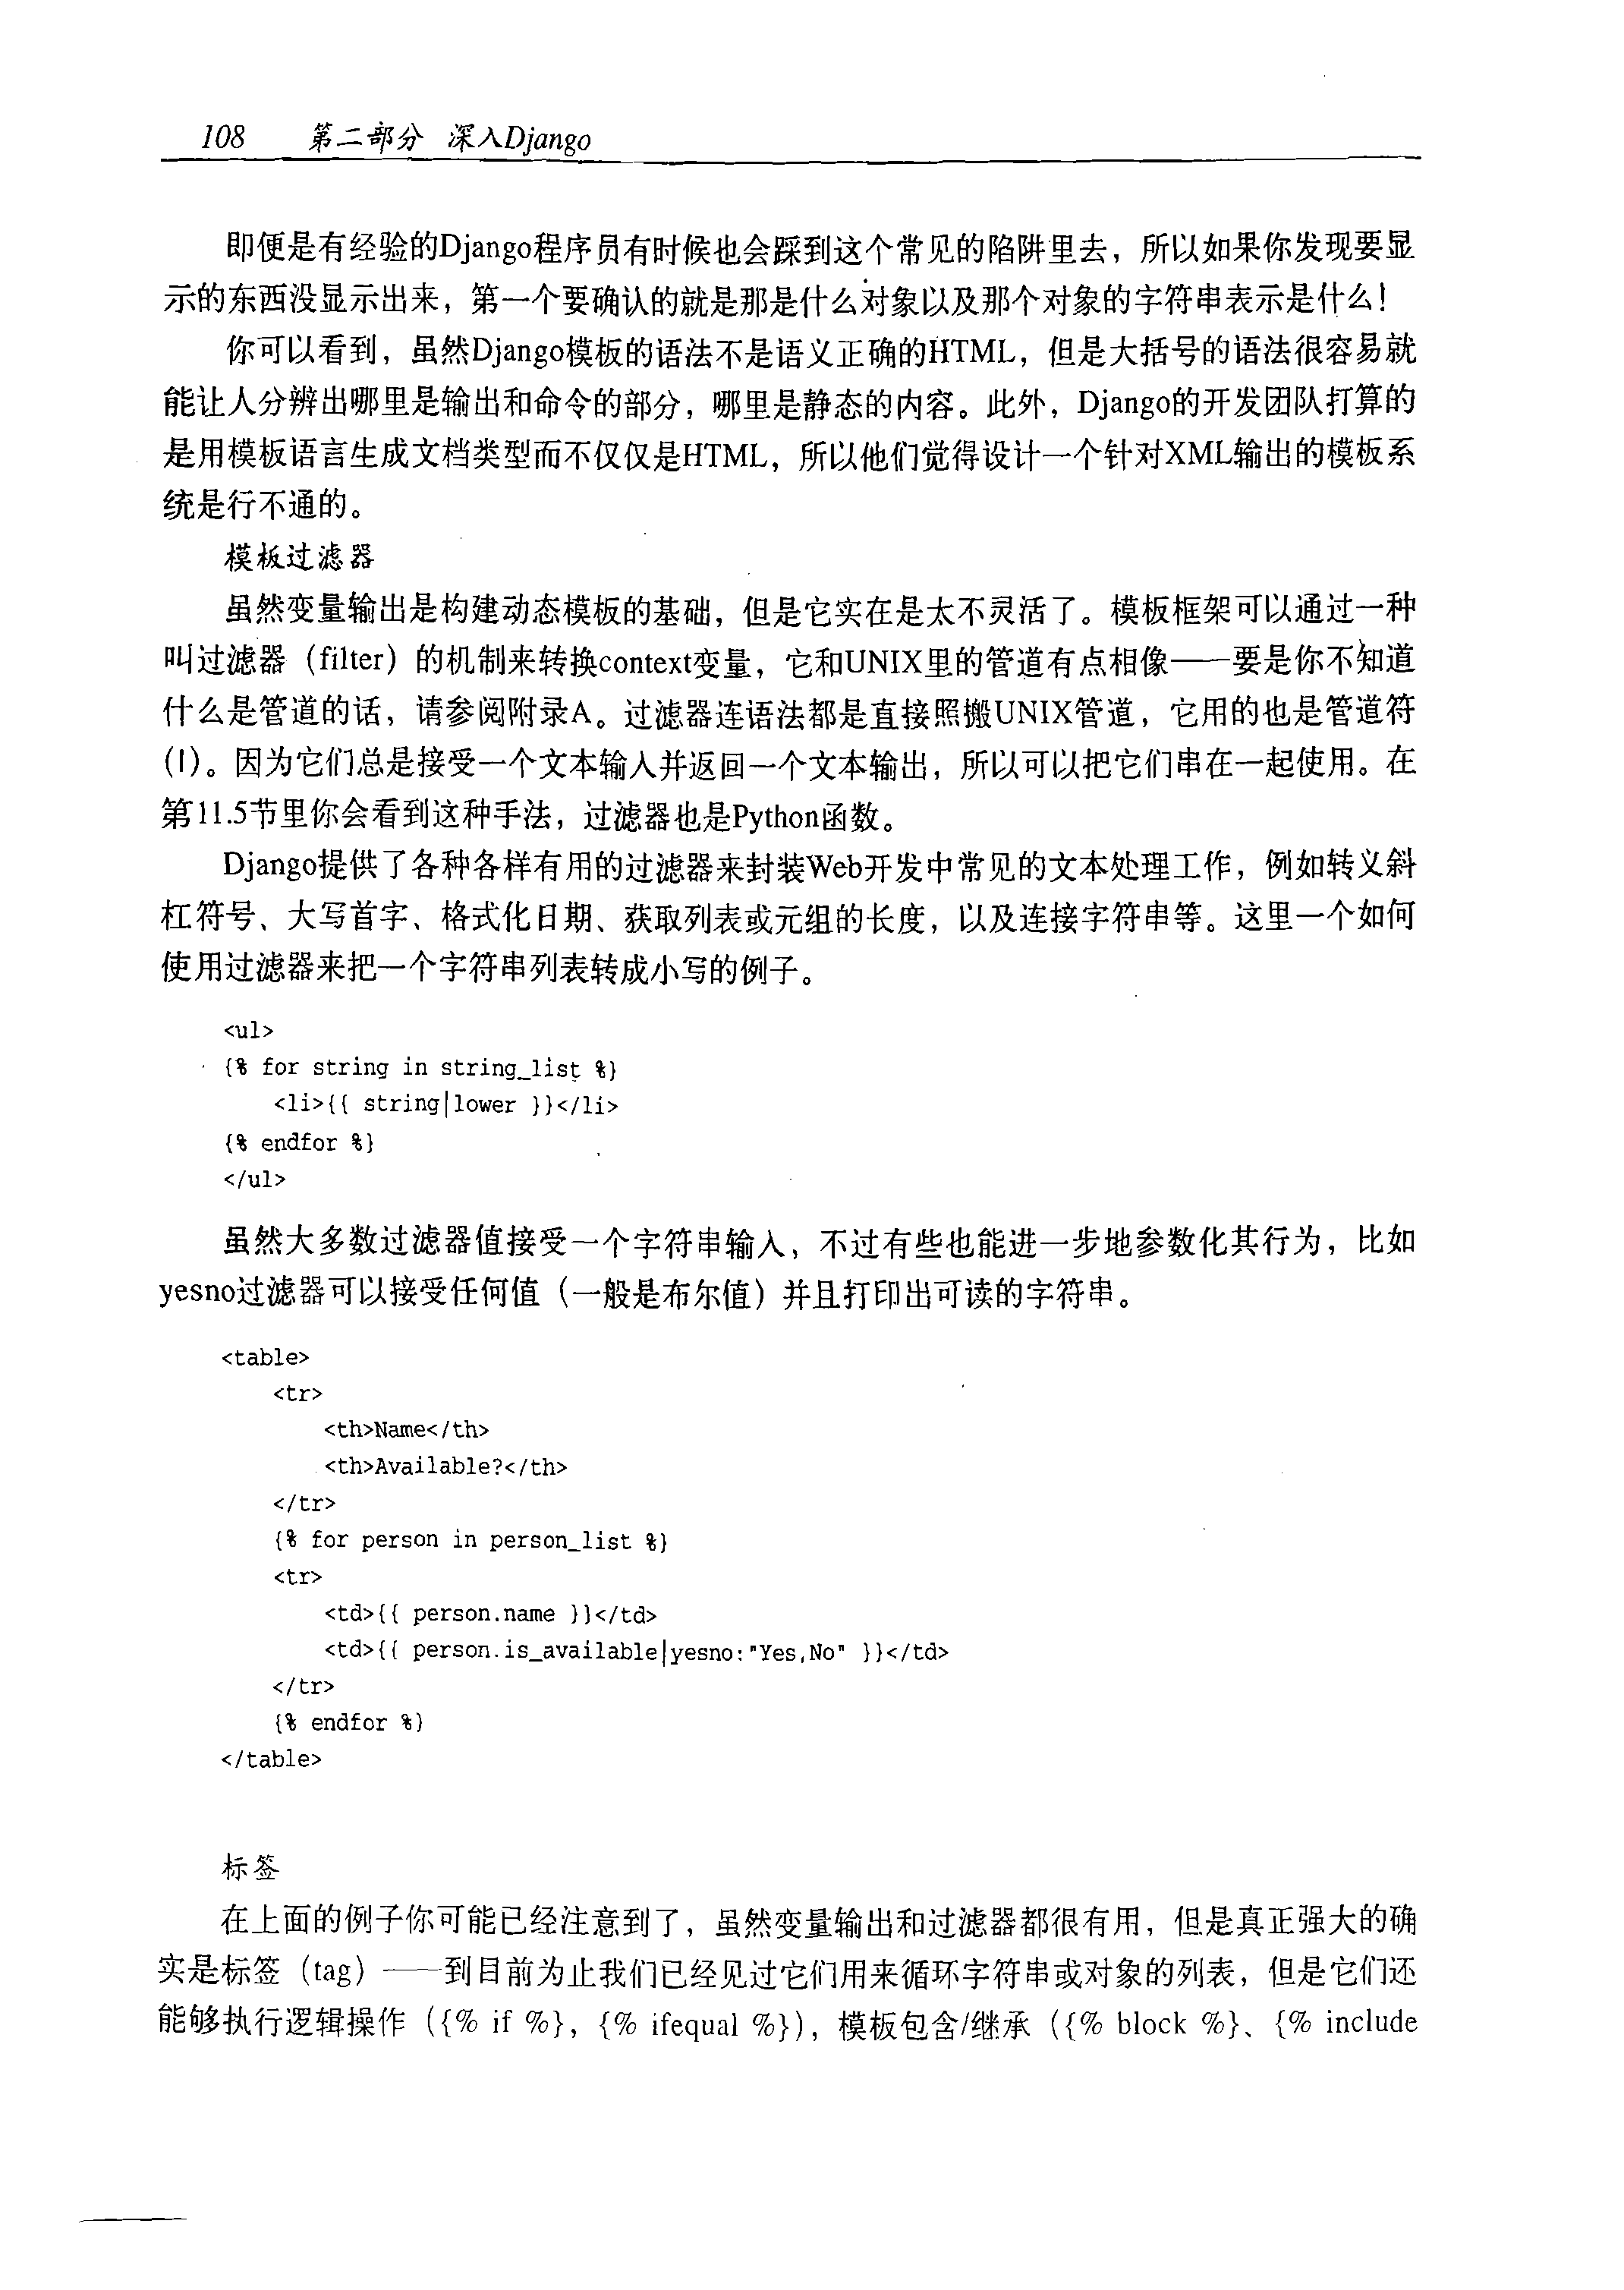 108 第二部分 深入Django
即便是有经验的Django程序员有时候也会踩到这个常见的陷阱里去，所以如果你发现要显
示的东西没显示出来，第一个要确认的就是那是什么对象以及那个对象的字符串表示是什么！
你可以看到，虽然Django模板的语法不是语义正确的HTML，但是大括号的语法很容易就
能让人分辨出哪里是输出和命令的部分，哪里是静态的内容。此外，Django的开发团队打算的
是用模板语言生成文档类型而不仅仅是HTML，所以他们觉得设计一个针对XML输出的模板系
统是行不通的。
模板过滤器
虽然变量输出是构建动态模板的基础，但是它实在是太不灵活了。模板框架可以通过一种
叫过滤器（filter）的机制来转换context变量，它和UNIX里的管道有点相像——要是你不知道
什么是管道的话，请参阅附录A。过滤器连语法都是直接照搬UNIX管道，它用的也是管道符
(|)。因为它们总是接受一个文本输入并返回一个文本输出，所以可以把它们串在一起使用。在
第11.5节里你会看到这种手法，过滤器也是Python函数。
Django提供了各种各样有用的过滤器来封装Web开发中常见的文本处理工作，例如转义斜
杠符号、大写首字、格式化日期、获取列表或元组的长度，以及连接字符串等。这里一个如何
使用过滤器来把一个字符串列表转成小写的例子。
<ul>
{% for string in string_list %}
<li>{{ string|lower }}</li>
{% endfor %}
</ul>
虽然大多数过滤器值接受一个字符串输入，不过有些也能进一步地参数化其行为，比如
yesno过滤器可以接受任何值（一般是布尔值）并且打印出可读的字符串。
<table>
<tr>
<th>Name</th>
<th>Available?</th>
</tr>
{% for person in person_list %}
<tr>
<td>{{ person.name }}</td>
<td>{{ person.is_available|yesno:"Yes,No" }}</td>
</tr>
{% endfor %}
</table>
标签
在上面的例子你可能已经注意到了，虽然变量输出和过滤器都很有用，但是真正强大的确
实是标签（tag）——到目前为止我们已经见过它们用来循环字符串或对象的列表，但是它们还
能够执行逻辑操作（{% if %}，{% ifequal %}），模板包含/继承（{% block %}、{% include